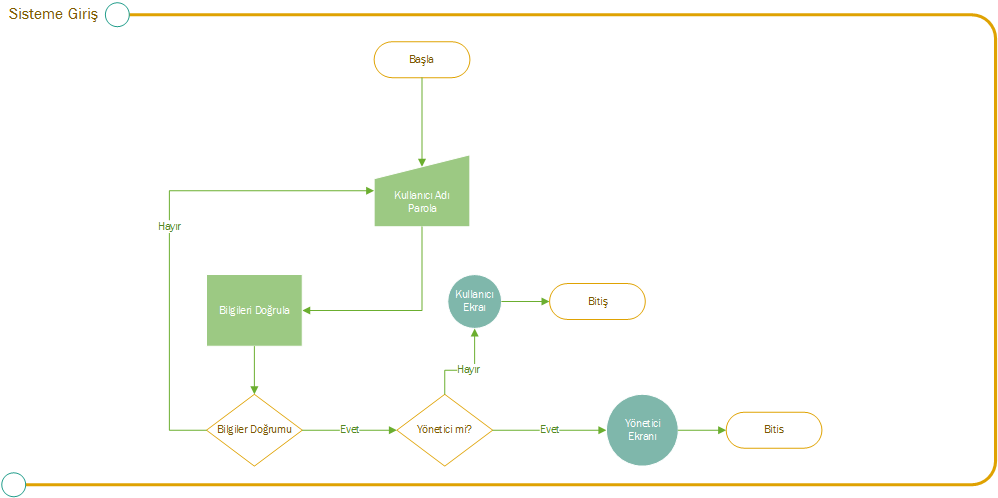 Sisteme Giriş
Başla
Kullanıcı Adı
Parola
Hayır
Bilgileri Doğrula
Kullanıcı
Ekraı
Bitiş
Hayır
Bilgiler Doğrumu
Evet
Yönetici mi?
Evet
Yönetici
Ekranı
Bitis